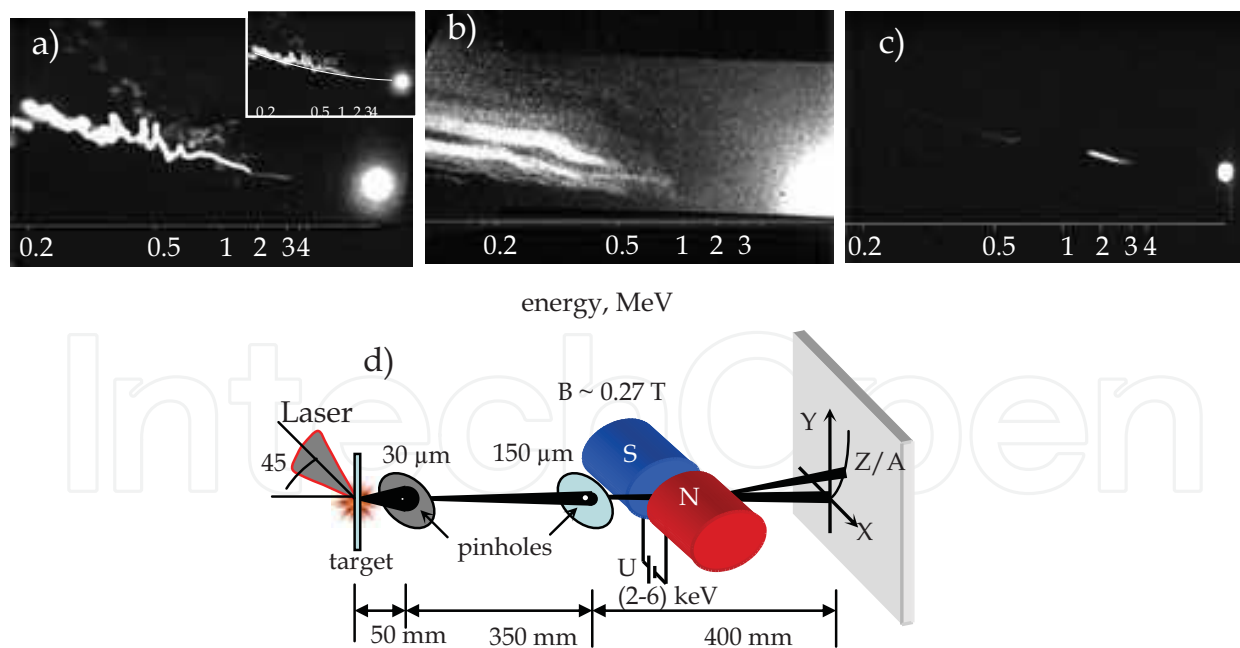 a)
0.2 0.5 1 2 34
0.2 0.5 1 2 34
b)
0.2 0.5 1 2 3
c)
0.2 0.5 1 2 3 4
energy, MeV
IntechOpen
d)
B ~ 0.27 T
Laser
45
30 µm
150 µm
S
N
Y
Z/A
X
pinholes
target
U
(2-6) keV
50 mm
350 mm
400 mm